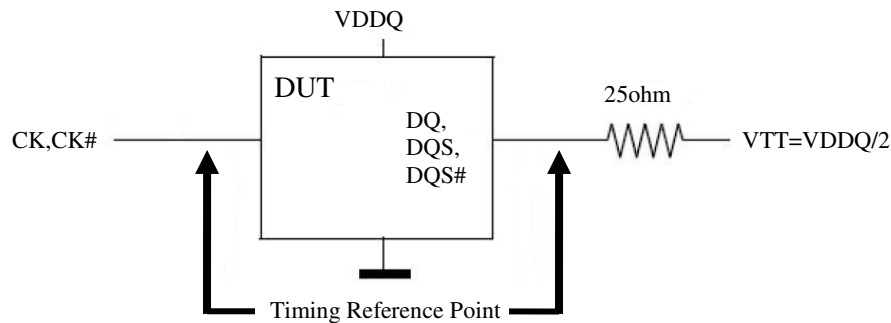 VDDQ
DUT
25ohm
CK,CK#
DQ,
DQS,
DQS#
VTT=VDDQ/2
Timing Reference Point